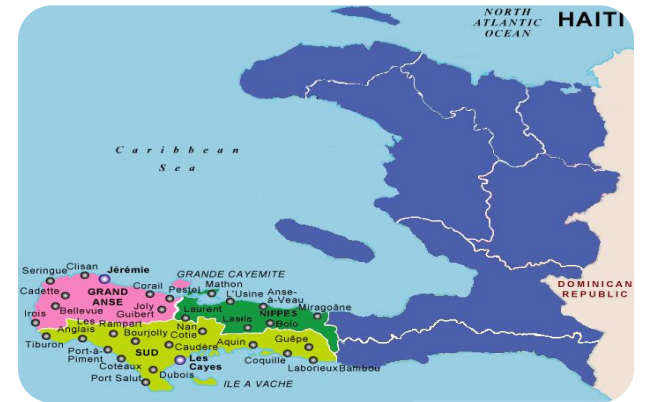 NORTH
ATLANTIC
OCEAN
HAITI
Caribbean
Sea
DOMINICAN
REPUBLIC
GRANDE CAYEMITE
Seringue
Clisan
Jérémie
Cadette
GRAND
ANSE
Corail
Pestel
Mathon
L'Usine
Anse-
à-Veau
Miragoâne
Bellevue
Joly
Guibert
Laurent
Lasils
NIPPES
Bojo
Irois
Les
Anglais
Rampart
Bourjolly
Nan
Cotie
Tiburon
Port-à-
Piment
SUD
Caudère
Aquin
Guêpe
Coteaux
Les
Cayes
Coquille
Laborieux
Bambou
Port Salut
Dubois
ILE A VACHE